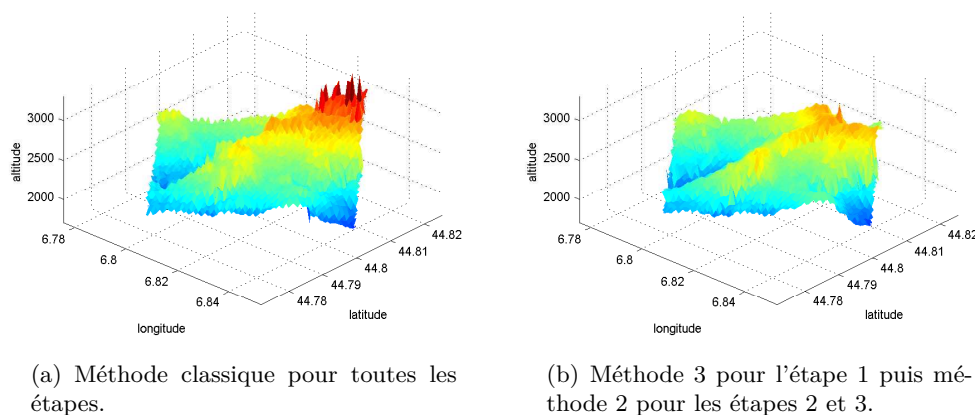 3000
2500
2000
altitude
6.78
6.8
6.82
6.84
longitude
44.78
44.79
44.8
44.81
44.82
latitude
3000
2500
2000
altitude
6.78
6.8
6.82
6.84
longitude
44.78
44.79
44.8
44.81
44.82
latitude
(a) Méthode classique pour toutes les
étapes.
(b) Méthode 3 pour l'étape 1 puis mé-
thode 2 pour les étapes 2 et 3.